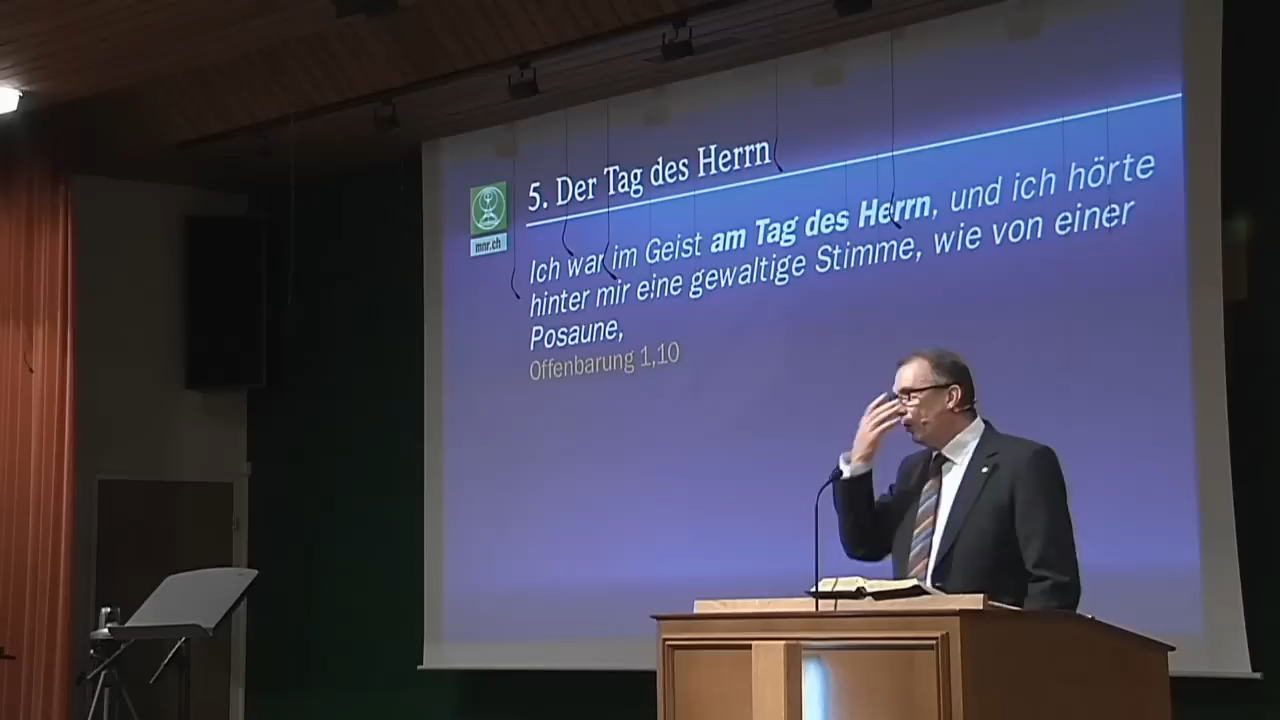 5. Der Tag des Herrn
mnr.ch
Ich war im Geist am Tag des Herrn, und ich hörte
hinter mir eine gewaltige Stimme, wie von einer
Posaune,
Offenbarung 1,10